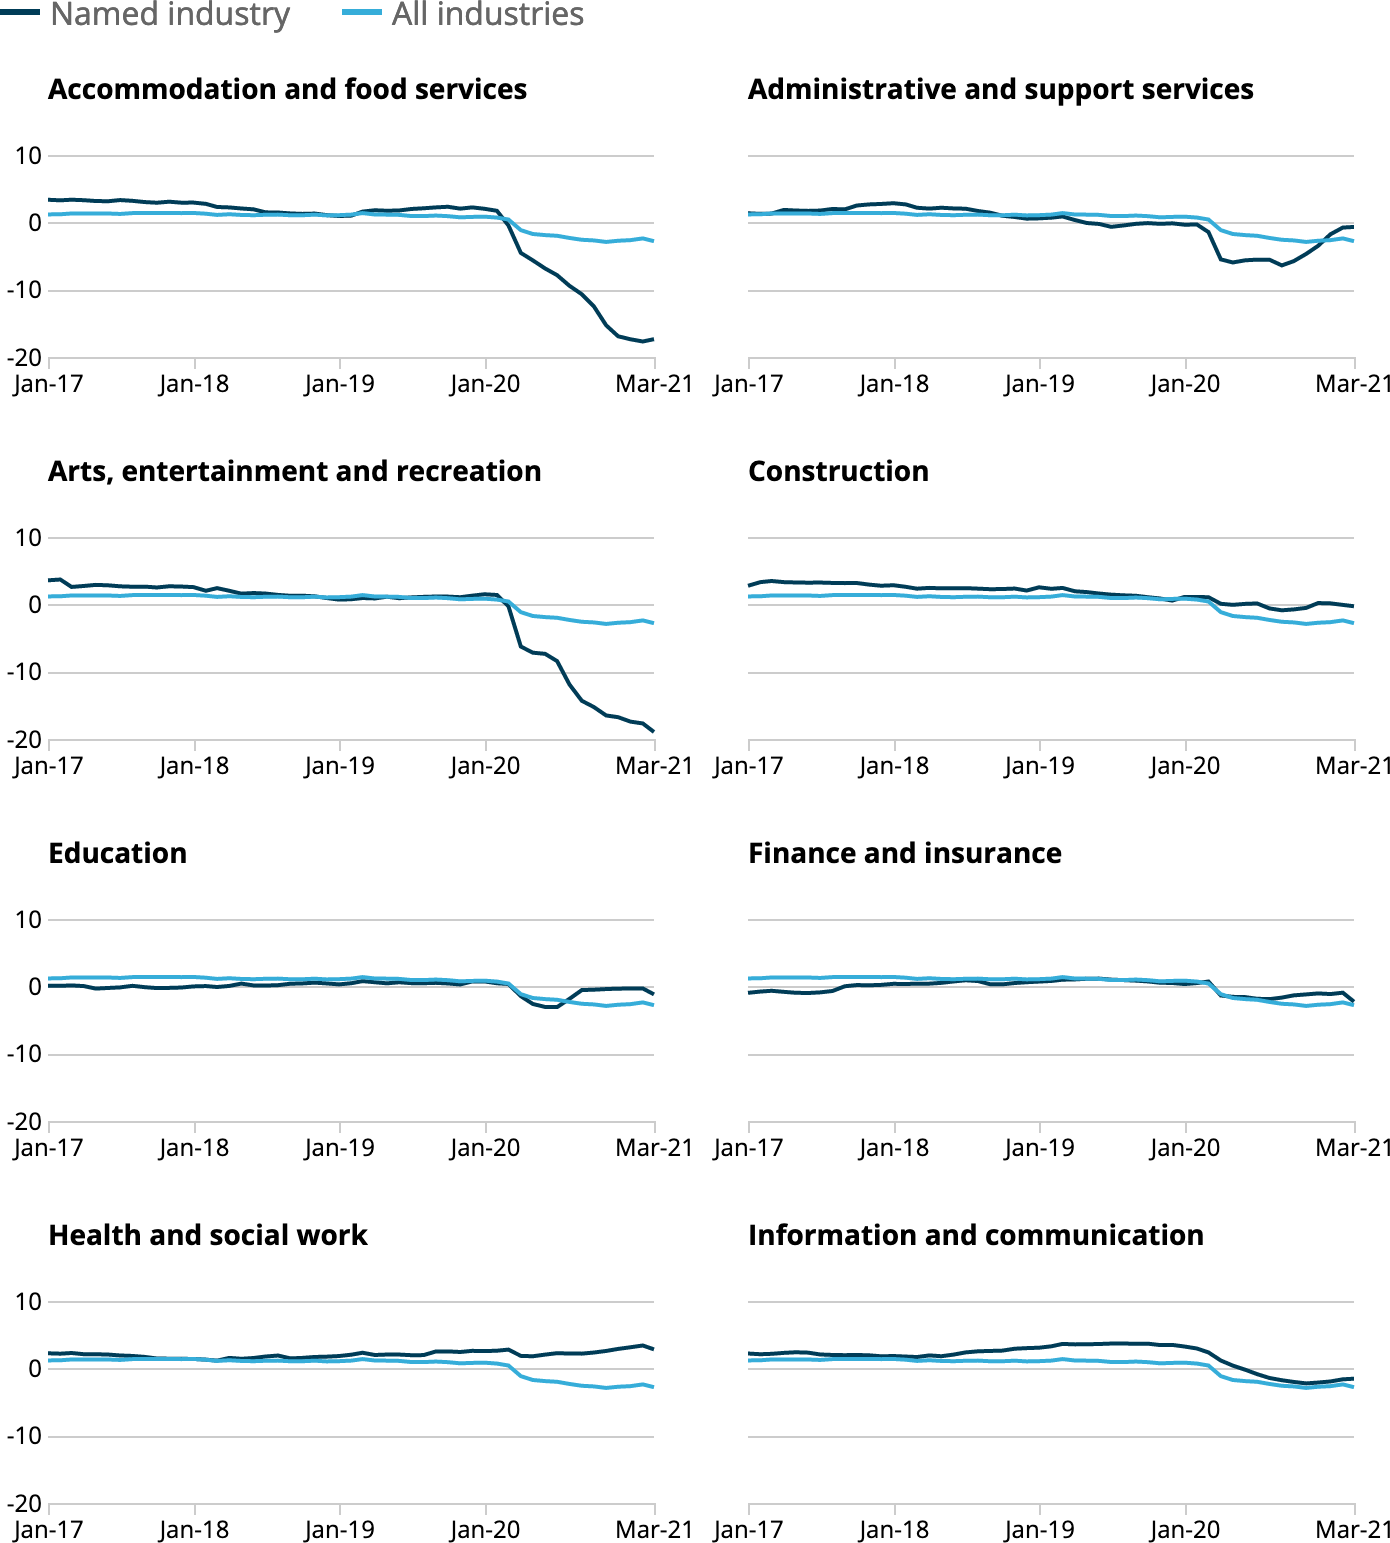 Named industry All industries
Accommodation and food services Administrative and support services
10
0
-10
-20
Jan-17 Jan-18 Jan-19 Jan-20 Mar-21 Jan-17 Jan-18 Jan-19 Jan-20 Mar-21
Arts, entertainment and recreation Construction
10
0
-10
-20
Jan-17 Jan-18 Jan-19 Jan-20 Mar-21 Jan-17 Jan-18 Jan-19 Jan-20 Mar-21
Education Finance and insurance
10
0
-10
-20
Jan-17 Jan-18 Jan-19 Jan-20 Mar-21 Jan-17 Jan-18 Jan-19 Jan-20 Mar-21
Health and social work Information and communication
10
0
-10
-20
Jan-17 Jan-18 Jan-19 Jan-20 Mar-21 Jan-17 Jan-18 Jan-19 Jan-20 Mar-21